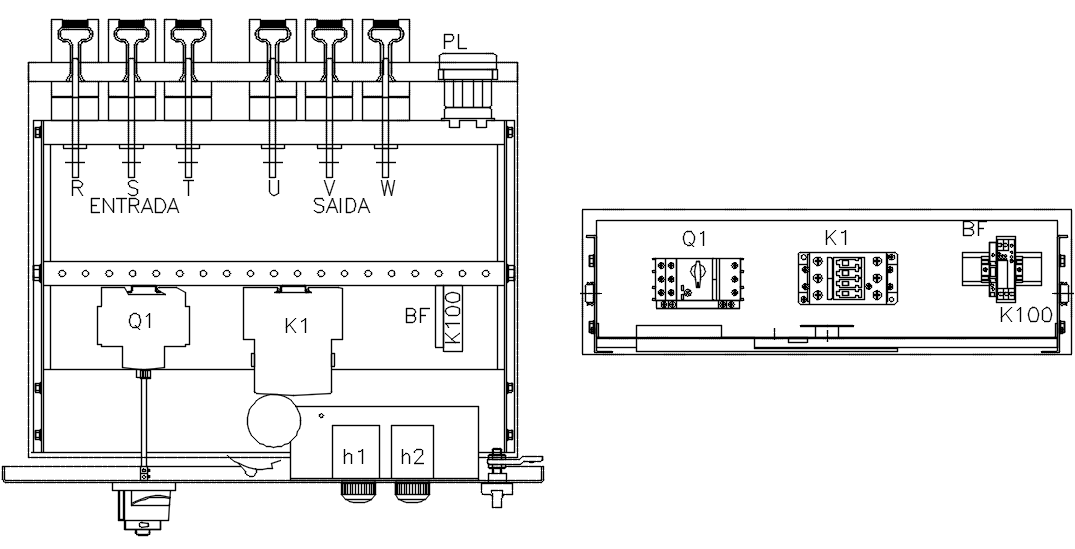 PL
R S T U V W
ENTRADA SAIDA
Q1 K1 BF K100
h1 h2
Q1 K1 BF
K100